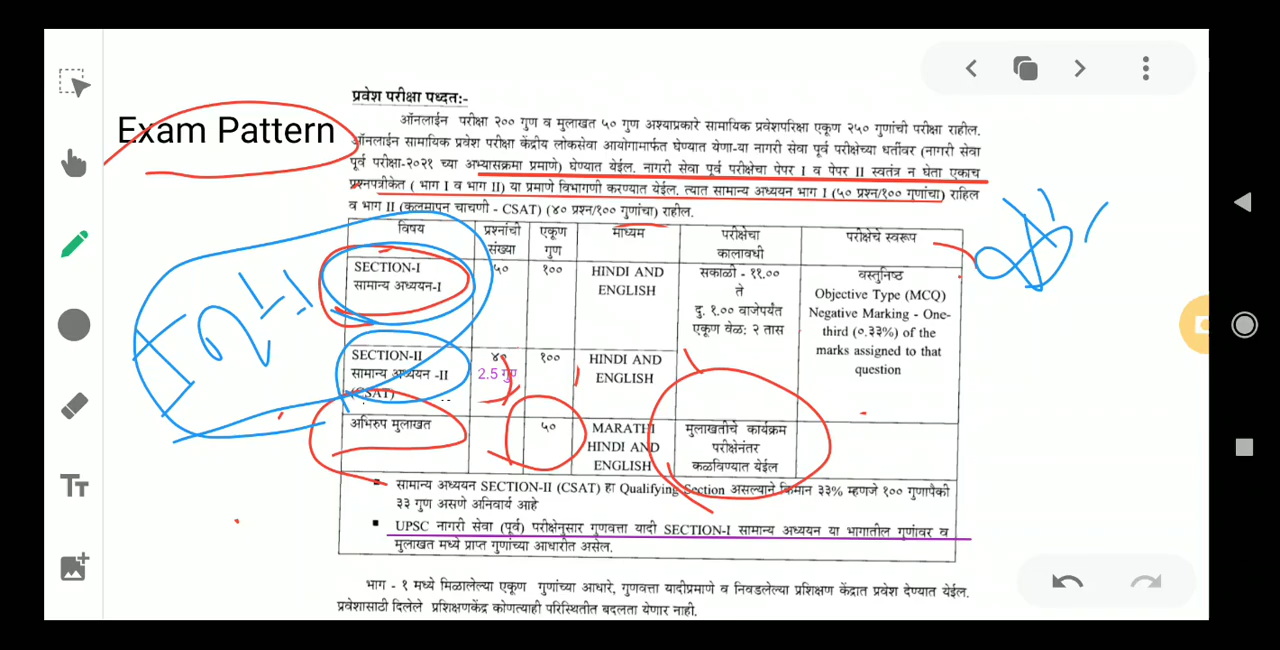 Exam Pattern
प्रवेश परीक्षा पध्दतः-
ऑनलाईन परीक्षा २०० गुण व मुलाखत ५० गुण अश्याप्रकारे सामायिक प्रवेशपरिक्षा एकूण २५० गुणांची परीक्षा राहील.
ऑनलाईन सामायिक प्रवेश परीक्षा केंद्रीय लोकसेवा आयोगामार्फत घेण्यात येणा-या नागरी सेवा पूर्व परीक्षेच्या धर्तीवर (नागरी सेवा
पूर्व परीक्षा-२०२१ च्या अभ्यासक्रमा प्रमाणे) घेण्यात येईल. नागरी सेवा पूर्व परीक्षेचा पेपर I व पेपर II स्वतंत्र न घेता एकाच
प्रश्नपत्रीकेत ( भाग I व भाग II) या प्रमाणे विभागणी करण्यात येईल. त्यात सामान्य अध्ययन भाग I (५० प्रश्न/१०० गुणांचा) राहिल
व भाग II (कलमापन चाचणी - CSAT) (४० प्रश्न/१०० गुणांचा) राहील.
विषय प्रश्नांची संख्या एकूण गुण माध्यम परीक्षेचा कालावधी परीक्षेचे स्वरूप
SECTION-I ५० १०० HINDI AND सकाळी - ११.०० वस्तुनिष्ठ
सामान्य अध्ययन-I ENGLISH ते Objective Type (MCQ)
दु. १.०० वाजेपर्यंत Negative Marking - One-
एकूण वेळ: २ तास third (०.३३%) of the
marks assigned to that
question
SECTION-II ४० १०० HINDI AND
सामान्य अध्ययन -II 2.5 गुण ENGLISH
(CSAT)
अभिरुप मुलाखत ५० MARATHI मुलाखतीचे कार्यक्रम
HINDI AND परीक्षेनंतर
ENGLISH कळविण्यात येईल
सामान्य अध्ययन SECTION-II (CSAT) हा Qualifying Section असल्याने किमान ३३% म्हणजे १०० गुणापैकी
३३ गुण असणे अनिवार्य आहे
UPSC नागरी सेवा (पूर्व) परीक्षेनुसार गुणवत्ता यादी SECTION-I सामान्य अध्ययन या भागातील गुणांवर व
मुलाखत मध्ये प्राप्त गुणांच्या आधारीत असेल.
भाग - १ मध्ये मिळालेल्या एकूण गुणांच्या आधारे, गुणवत्ता यादीप्रमाणे व निवडलेल्या प्रशिक्षण केंद्रात प्रवेश देण्यात येईल.
प्रवेशासाठी दिलेले प्रशिक्षणकेंद्र कोणत्याही परिस्थितीत बदलता येणार नाही.